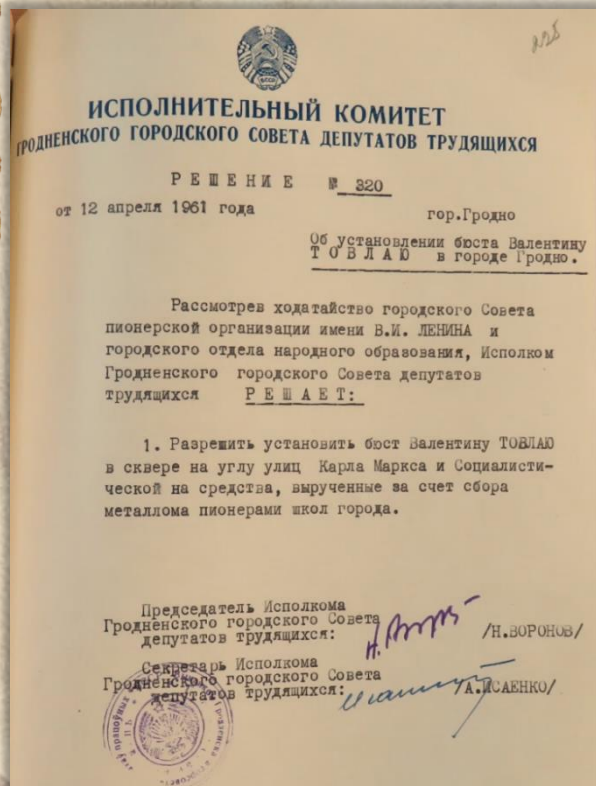 ИСПОЛНИТЕЛЬНЫЙ КОМИТЕТ
ГРОДНЕНСКОГО ГОРОДСКОГО СОВЕТА ДЕПУТАТОВ ТРУДЯЩИХСЯ
РЕШЕНИЕ № 320
от 12 апреля 1961 года
гор.Гродно
Об установлении бюста Валентину
ТОВЛАЮ в городе Гродно.
Рассмотрев ходатайство городского Совета
пионерской организации имени В.И. ЛЕНИНА и
городского отдела народного образования, Исполком
Гродненского городского Совета депутатов
трудящихся РЕШАЕТ:
1. Разрешить установить бюст Валентину ТОВЛАЮ
в сквере на углу улиц Карла Маркса и Социалисти-
ческой на средства, вырученные за счет сбора
металлома пионерами школ города.
Председатель Исполкома
Гродненского городского Совета
депутатов трудящихся: /Н.ВОРОНОВ/
Секретарь Исполкома
Гродненского городского Совета
депутатов трудящихся: /А.ИСАЕНКО/